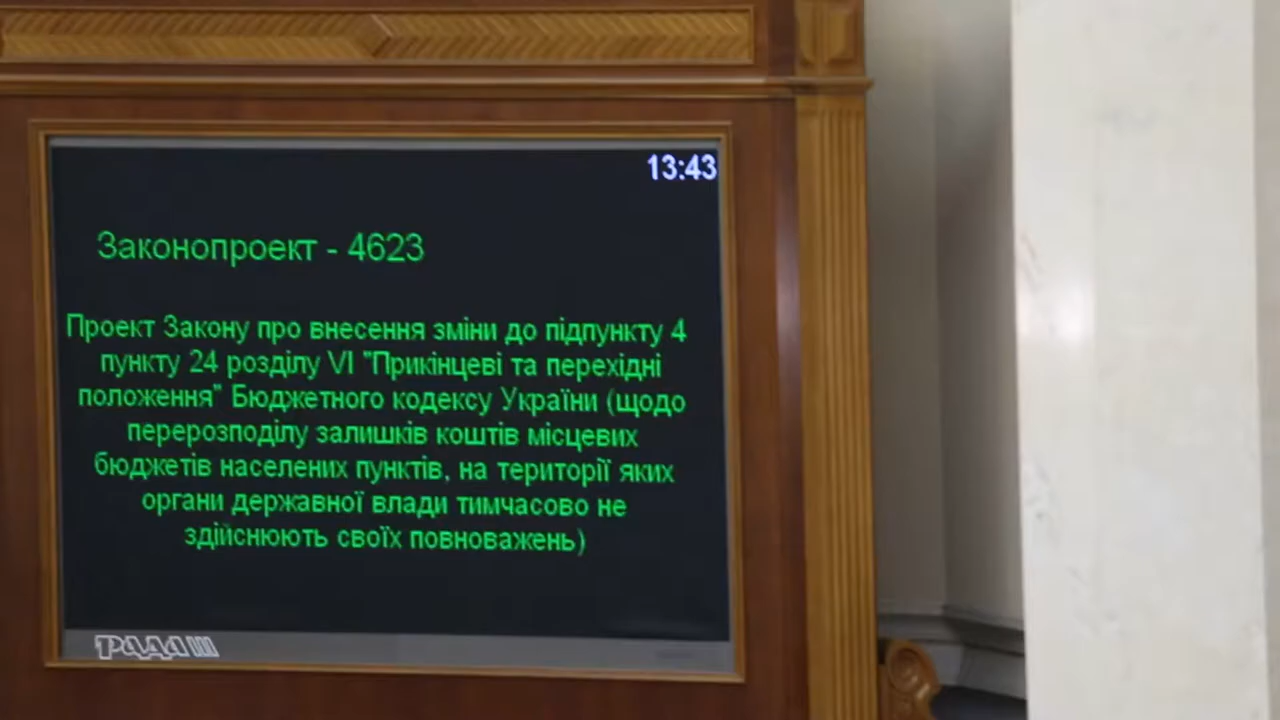 13:43
Законопроект - 4623
Проект Закону про внесення зміни до підпункту 4
пункту 24 розділу VI "Прикінцеві та перехідні
положення" Бюджетного кодексу України (щодо
перерозподілу залишків коштів місцевих
бюджетів населених пунктів, на території яких
органи державної влади тимчасово не
здійснюють своїх повноважень)
РАДА III